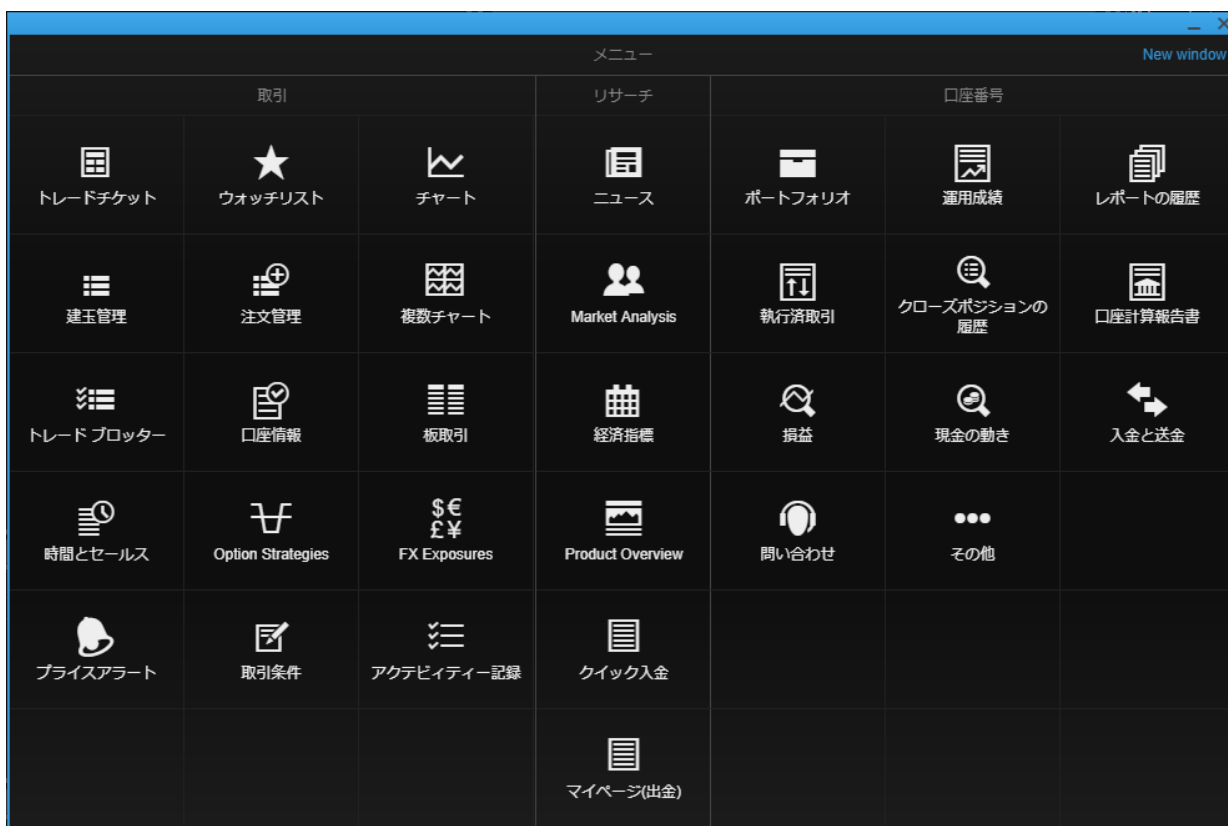 メニュー
New window
取引
リサーチ
口座番号
トレードチケット
ウォッチリスト
チャート
ニュース
ポートフォリオ
運用成績
レポートの履歴
建玉管理
注文管理
複数チャート
Market Analysis
執行済取引
クローズポジションの
履歴
口座計算報告書
トレード ブロッター
口座情報
板取引
経済指標
損益
現金の動き
入金と送金
時間とセールス
Option Strategies
$€
£¥
FX Exposures
Product Overview
問い合わせ
その他
プライスアラート
取引条件
アクテビィティー記録
クイック入金
マイページ(出金)